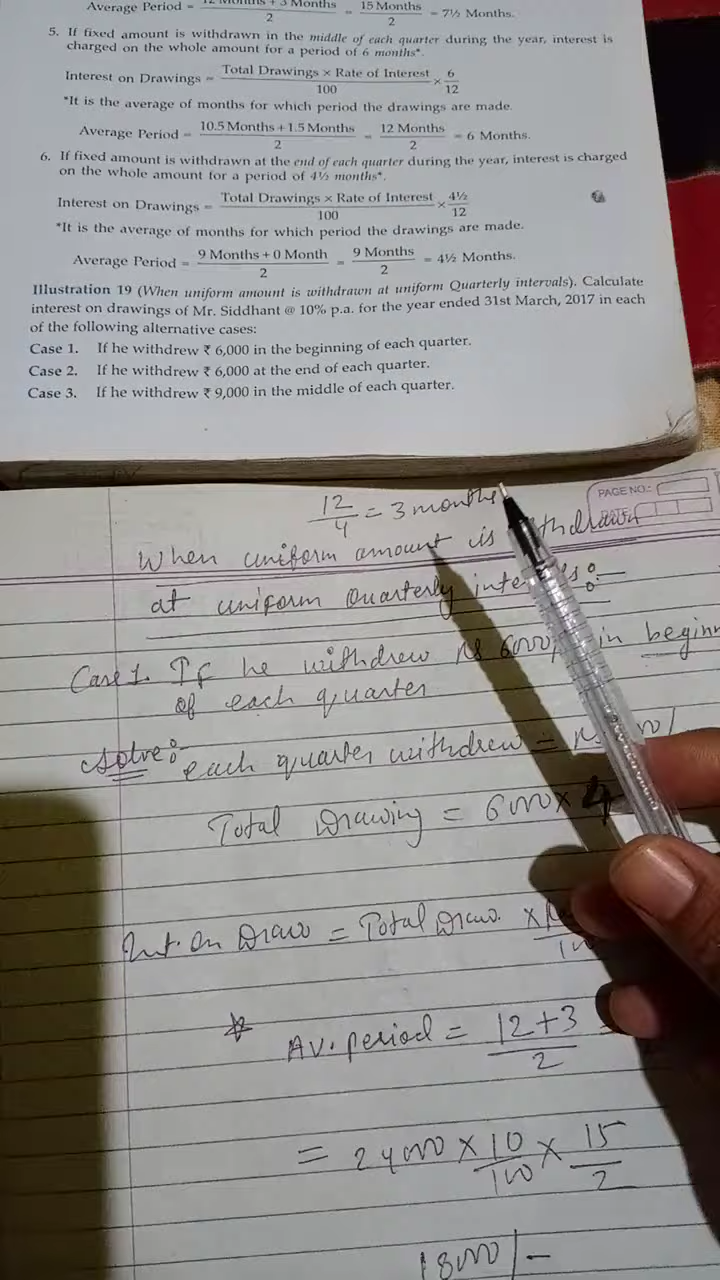 Average Period = 12 Months + 3 Months / 2 = 15 Months / 2 = 7½ Months.
5. If fixed amount is withdrawn in the middle of each quarter during the year, interest is
charged on the whole amount for a period of 6 months*.
Interest on Drawings = Total Drawings × Rate of Interest / 100 × 6 / 12
*It is the average of months for which period the drawings are made.
Average Period = 10.5 Months + 1.5 Months / 2 = 12 Months / 2 = 6 Months.
6. If fixed amount is withdrawn at the end of each quarter during the year, interest is charged
on the whole amount for a period of 4½ months*.
Interest on Drawings = Total Drawings × Rate of Interest / 100 × 4½ / 12
*It is the average of months for which period the drawings are made.
Average Period = 9 Months + 0 Month / 2 = 9 Months / 2 = 4½ Months.
Illustration 19 (When uniform amount is withdrawn at uniform Quarterly intervals). Calculate
interest on drawings of Mr. Siddhant @ 10% p.a. for the year ended 31st March, 2017 in each
of the following alternative cases:
Case 1. If he withdrew ₹ 6,000 in the beginning of each quarter.
Case 2. If he withdrew ₹ 6,000 at the end of each quarter.
Case 3. If he withdrew ₹ 9,000 in the middle of each quarter.
PAGE NO.:
12 / 4 = 3 months
When uniform amount is
at uniform Quarterly
Case 1. If he withdrew Rs 6000/ in
of each quarter
Solve:- each quarter withdrew =
Total Drawing = 6000 × 4
Int. on Draw = Total Draw. ×
* Av. period = 12+3 / 2 =
= 24000 × 10 / 100 × 15 / 2
1800/-